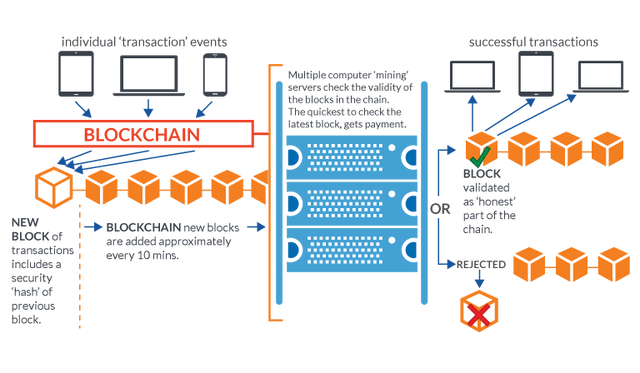 individual ‘transaction’ events
BLOCKCHAIN
NEW
BLOCK of
transactions
includes a
security
‘hash’ of
previous
block.
BLOCKCHAIN new blocks
are added approximately
every 10 mins.
Multiple computer ‘mining’
servers check the validity of
the blocks in the chain.
The quickest to check the
latest block, gets payment.
successful transactions
OR
BLOCK
validated
as ‘honest’
part of the
chain.
REJECTED